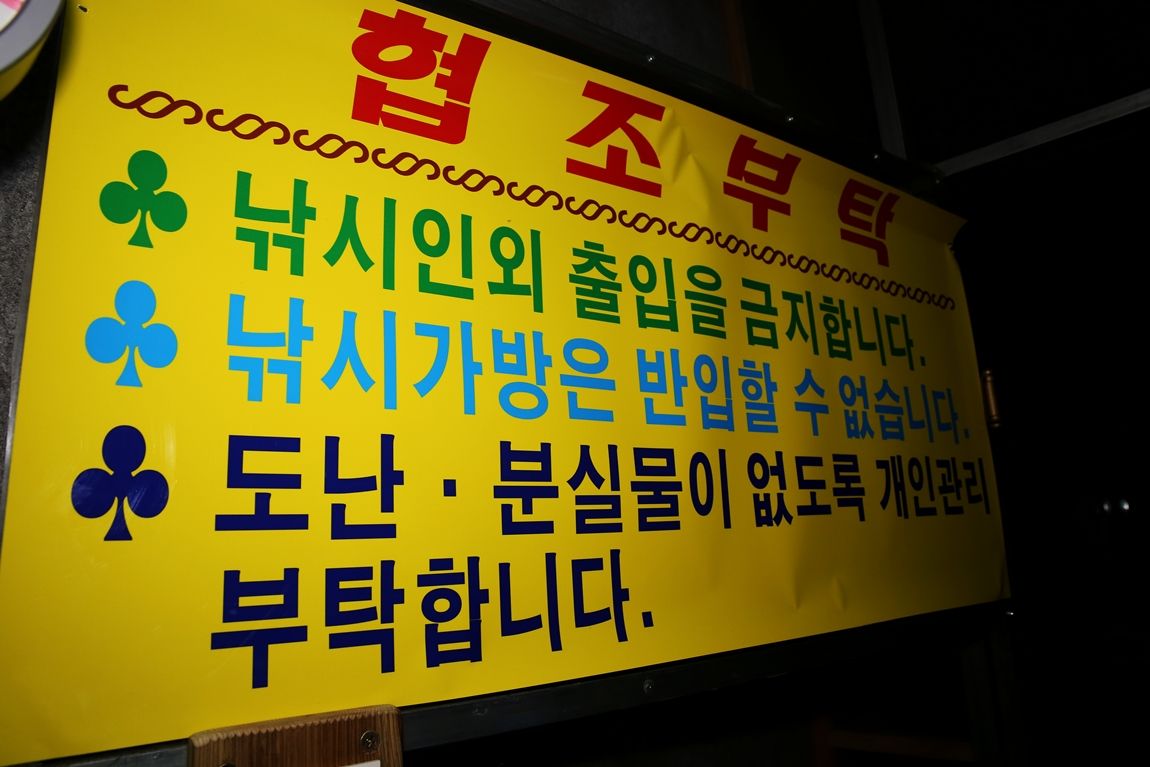 협조부탁
낚시인외 출입을 금지합니다.
낚시가방은 반입할 수 없습니다.
도난·분실물이 없도록 개인관리
부탁합니다.